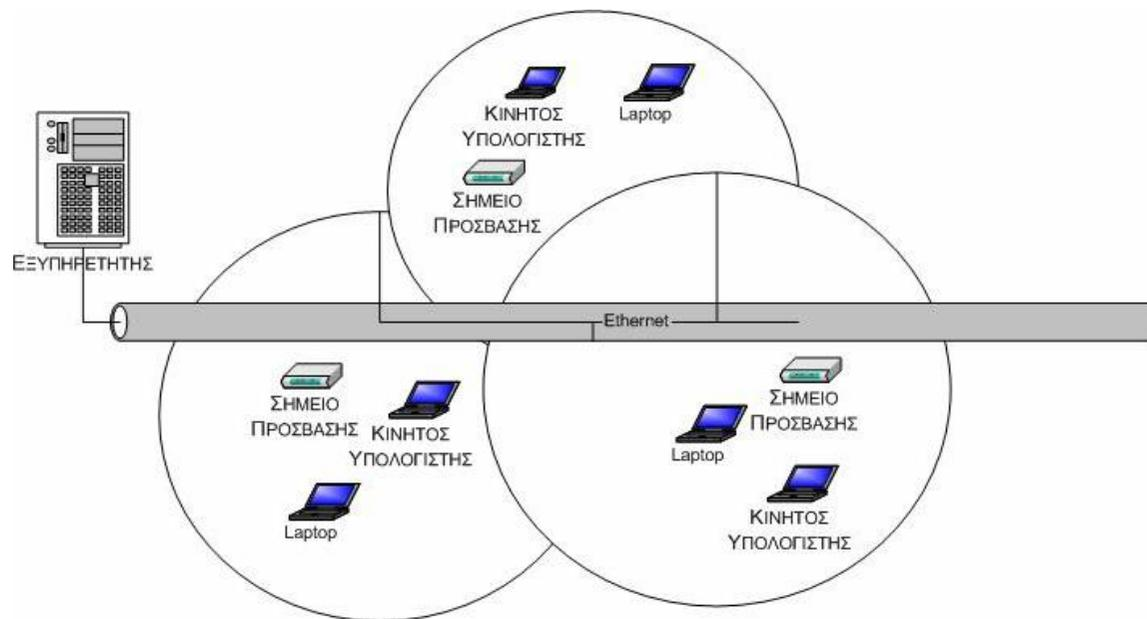 ΚΙΝΗΤΟΣ
ΥΠΟΛΟΓΙΣΤΗΣ
Laptop
ΣΗΜΕΙΟ
ΠΡΟΣΒΑΣΗΣ
ΕΞΥΠΗΡΕΤΗΤΗΣ
Ethernet
ΣΗΜΕΙΟ
ΠΡΟΣΒΑΣΗΣ
ΚΙΝΗΤΟΣ
ΥΠΟΛΟΓΙΣΤΗΣ
Laptop
ΣΗΜΕΙΟ
ΠΡΟΣΒΑΣΗΣ
Laptop
ΚΙΝΗΤΟΣ
ΥΠΟΛΟΓΙΣΤΗΣ